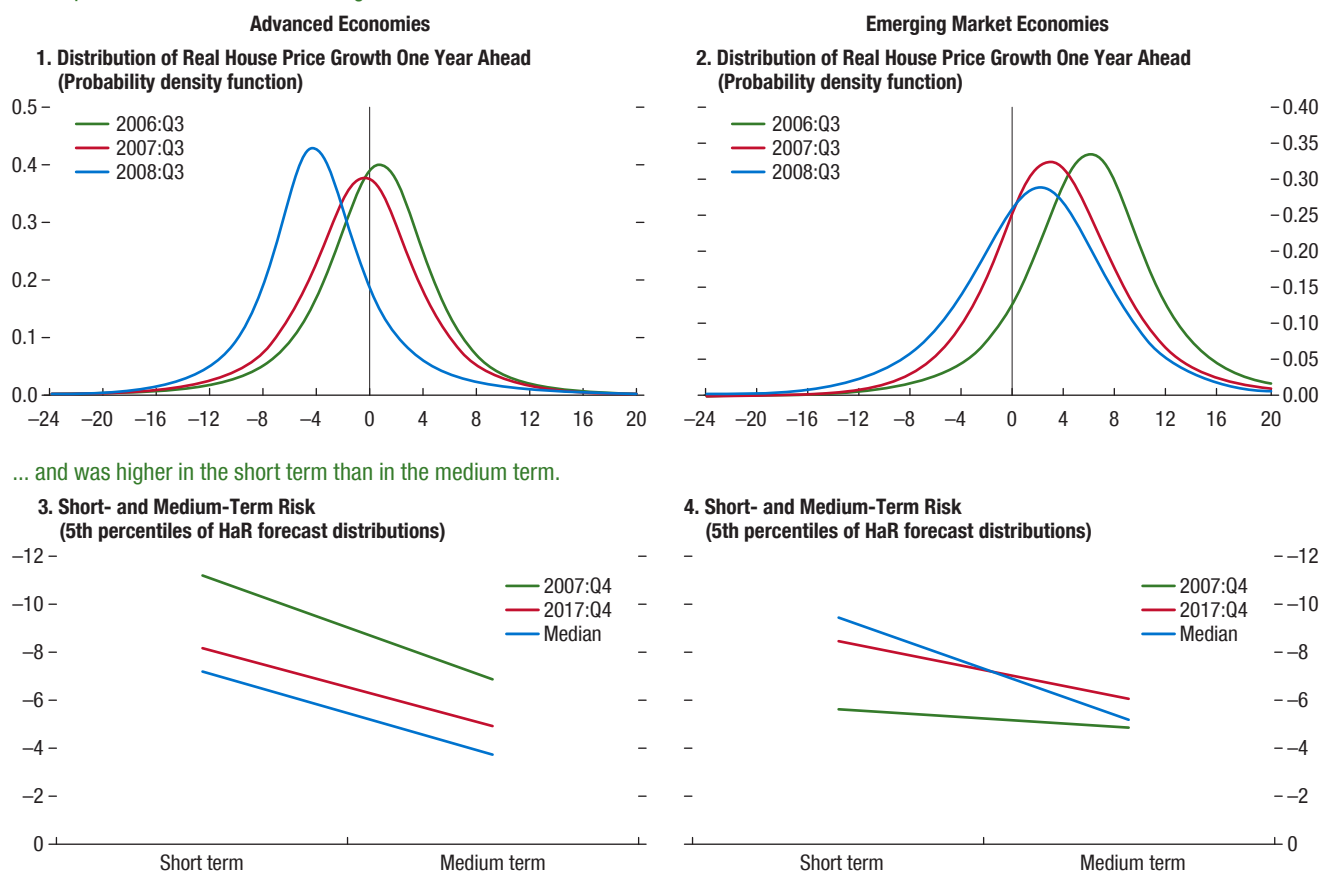 Advanced Economies
Emerging Market Economies
1. Distribution of Real House Price Growth One Year Ahead
(Probability density function)
2. Distribution of Real House Price Growth One Year Ahead
(Probability density function)
0.5
0.4
0.3
0.2
0.1
0.0
2006:Q3
2007:Q3
2008:Q3
–24 –20 –16 –12 –8 –4 0 4 8 12 16 20
2006:Q3
2007:Q3
2008:Q3
0.40
0.35
0.30
0.25
0.20
0.15
0.10
0.05
0.00
–24 –20 –16 –12 –8 –4 0 4 8 12 16 20
... and was higher in the short term than in the medium term.
3. Short- and Medium-Term Risk
(5th percentiles of HaR forecast distributions)
4. Short- and Medium-Term Risk
(5th percentiles of HaR forecast distributions)
–12
–10
–8
–6
–4
–2
0
2007:Q4
2017:Q4
Median
Short term Medium term
2007:Q4
2017:Q4
Median
–12
–10
–8
–6
–4
–2
0
Short term Medium term